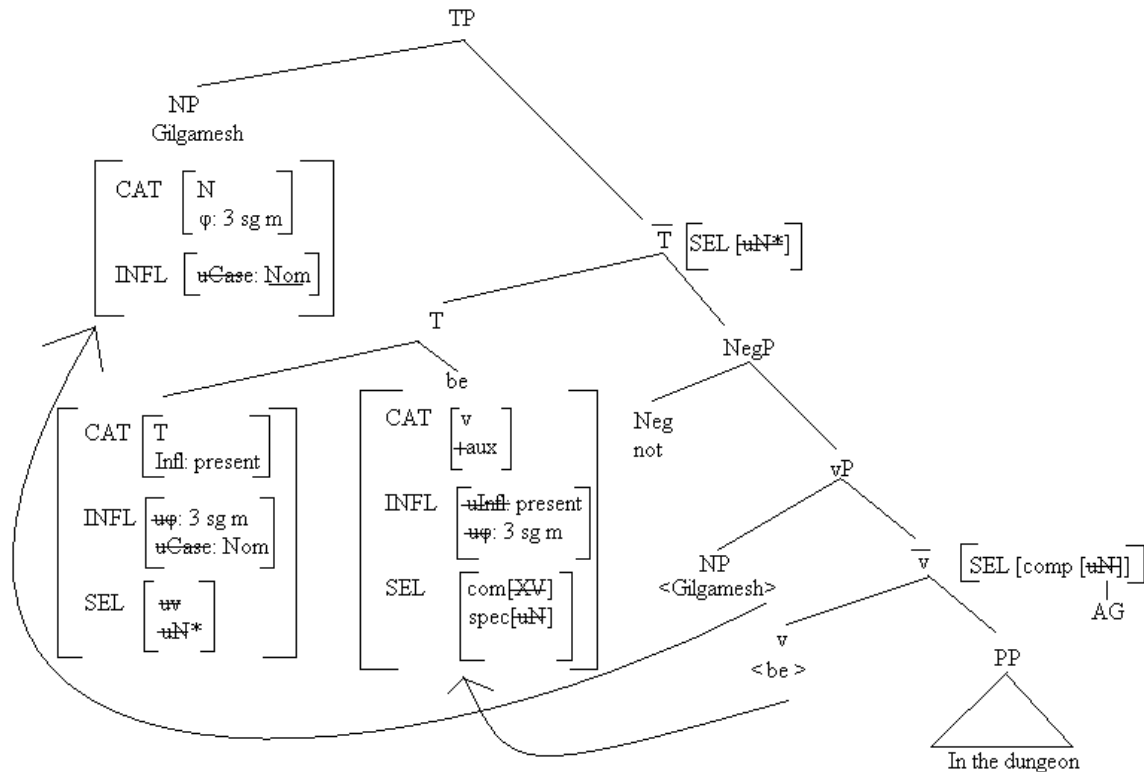 TP
NP
Gilgamesh
CAT [N
φ: 3 sg m]
INFL [uCase: Nom]
T̅ [SEL [uN*]]
T
NegP
be
CAT [T
Infl: present]
INFL [uφ: 3 sg m
uCase: Nom]
SEL [uv
uN*]
CAT [v
+aux]
INFL [uInfl: present
uφ: 3 sg m]
SEL [com[XV]
spec[uN]]
Neg
not
vP
NP
<Gilgamesh>
v̅ [SEL [comp [uN]]]
AG
v
<be >
PP
In the dungeon